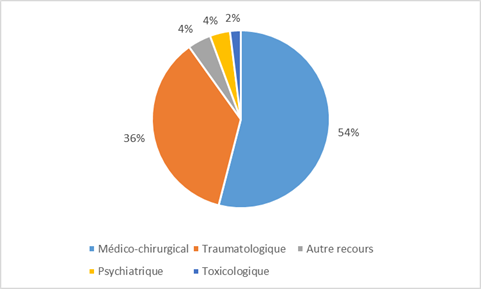 2%
4%
4%
54%
36%
Médico-chirurgical Traumatologique Autre recours
Psychiatrique Toxicologique